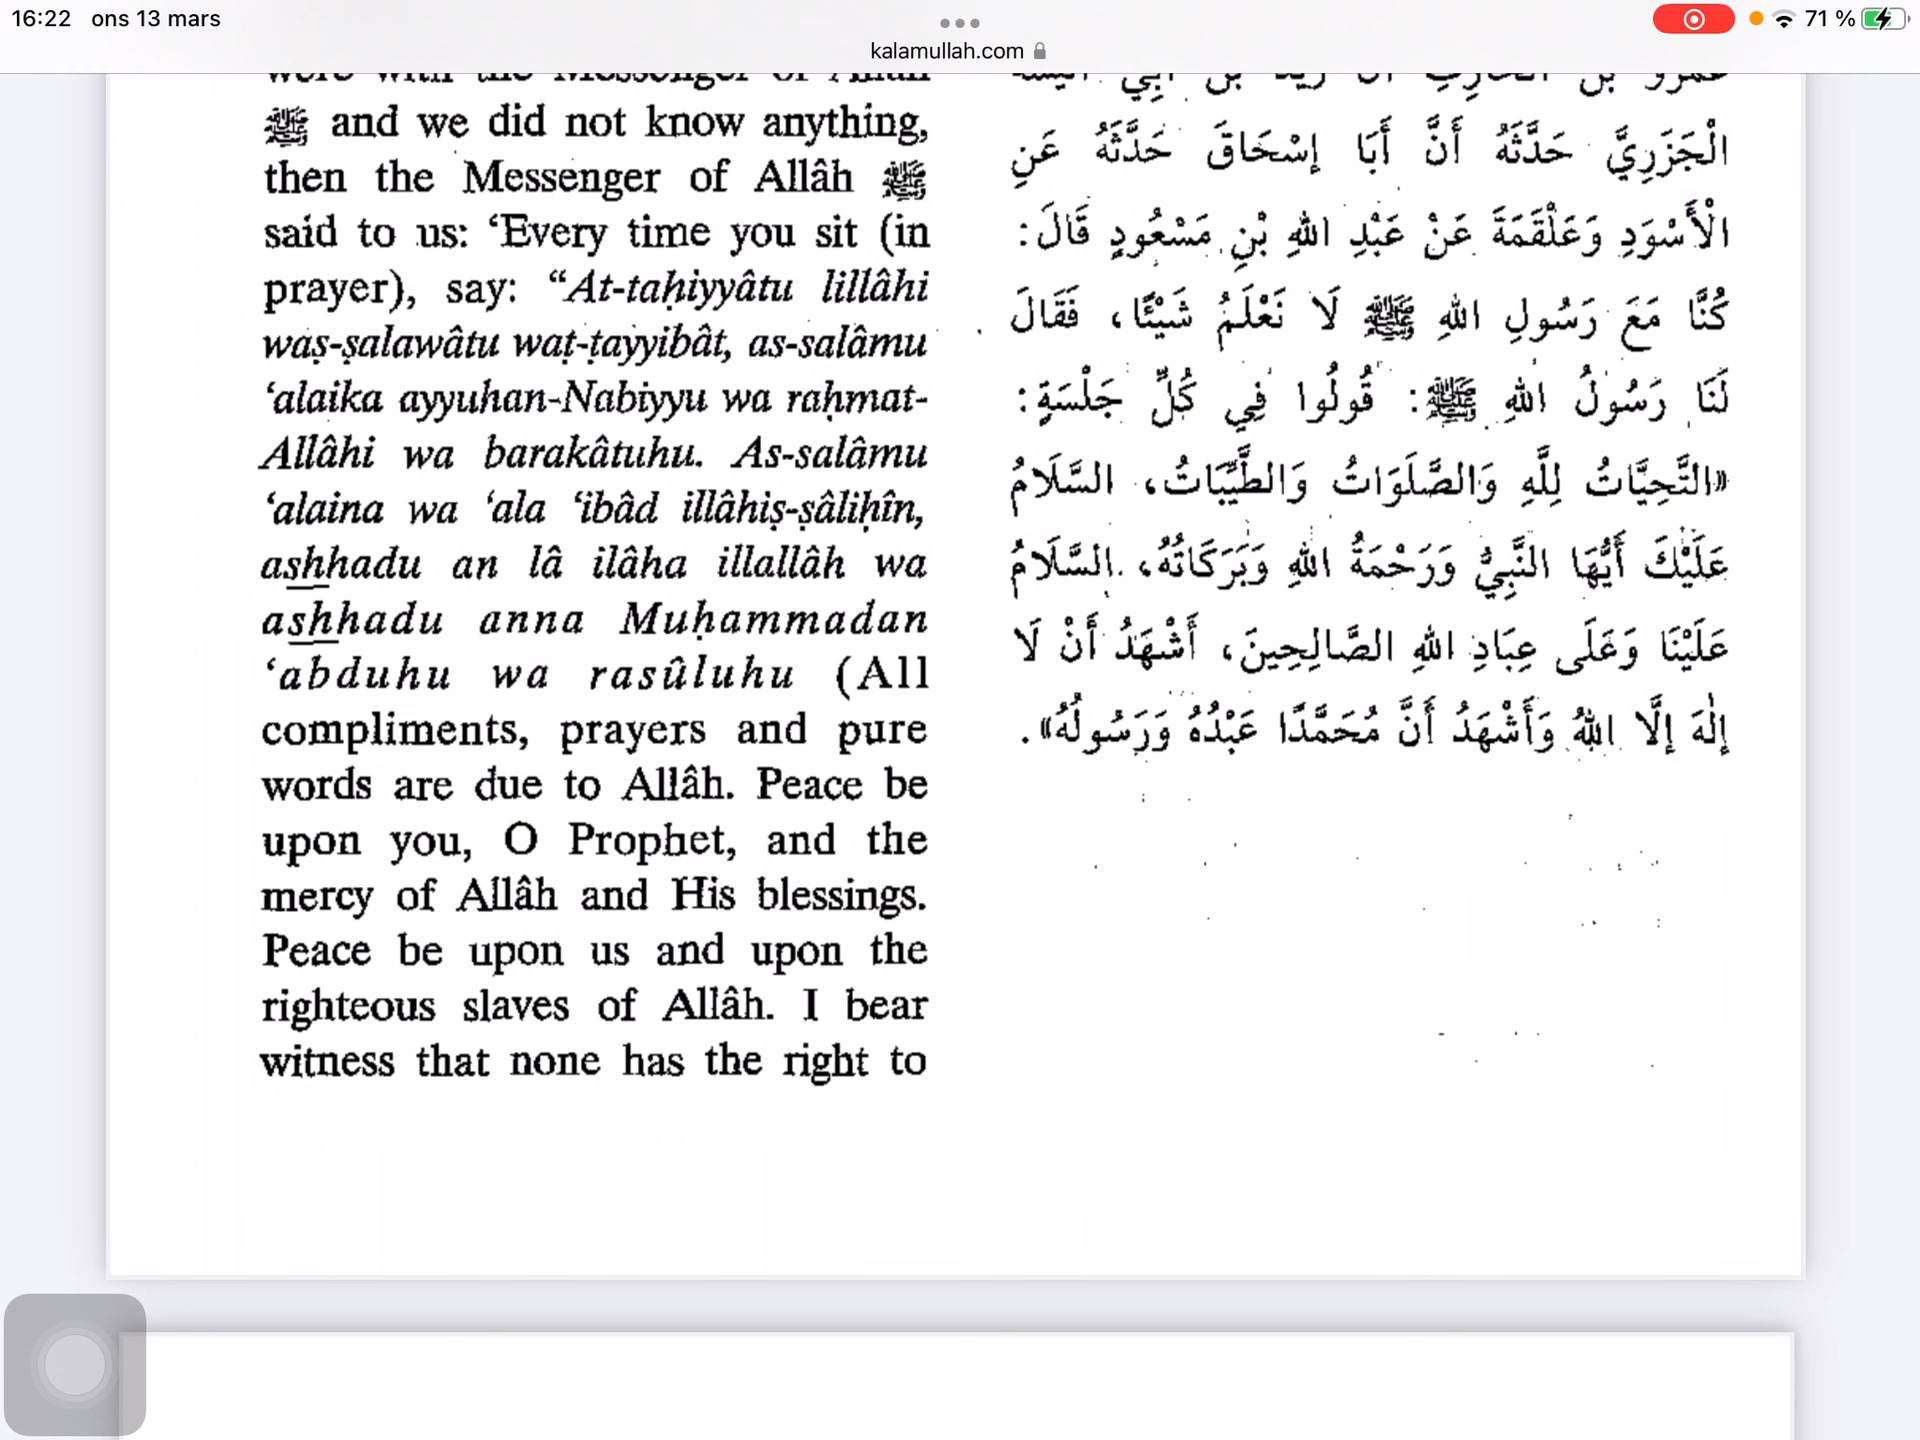 16:22 ons 13 mars
71 %
kalamullah.com
were with the Messenger of Allâh
ﷺ and we did not know anything,
then the Messenger of Allâh ﷺ
said to us: ‘Every time you sit (in
prayer), say: “At-taḥiyyâtu lillâhi
waṣ-ṣalawâtu waṭ-ṭayyibât, as-salâmu
‘alaika ayyuhan-Nabiyyu wa raḥmat-
Allâhi wa barakâtuhu. As-salâmu
‘alaina wa ‘ala ‘ibâd illâhiṣ-ṣâliḥîn,
ashhadu an lâ ilâha illallâh wa
ashhadu anna Muḥammadan
‘abduhu wa rasûluhu (All
compliments, prayers and pure
words are due to Allâh. Peace be
upon you, O Prophet, and the
mercy of Allâh and His blessings.
Peace be upon us and upon the
righteous slaves of Allâh. I bear
witness that none has the right to
عَمْرُو بْنُ الْحَارِثِ أَنَّ زَيْدَ بْنَ أَبِي أُنَيْسَةَ
الْجَزَرِيَّ حَدَّثَهُ أَنَّ أَبَا إِسْحَاقَ حَدَّثَهُ عَنِ
الْأَسْوَدِ وَعَلْقَمَةَ عَنْ عَبْدِ اللهِ بْنِ مَسْعُودٍ قَالَ:
كُنَّا مَعَ رَسُولِ اللهِ ﷺ لَا نَعْلَمُ شَيْئًا، فَقَالَ
لَنَا رَسُولُ اللهِ ﷺ: قُولُوا فِي كُلِّ جَلْسَةٍ:
«التَّحِيَّاتُ لِلَّهِ وَالصَّلَوَاتُ وَالطَّيِّبَاتُ، السَّلَامُ
عَلَيْكَ أَيُّهَا النَّبِيُّ وَرَحْمَةُ اللهِ وَبَرَكَاتُهُ، السَّلَامُ
عَلَيْنَا وَعَلَى عِبَادِ اللهِ الصَّالِحِينَ، أَشْهَدُ أَنْ لَا
إِلٰهَ إِلَّا اللهُ وَأَشْهَدُ أَنَّ مُحَمَّدًا عَبْدُهُ وَرَسُولُهُ».